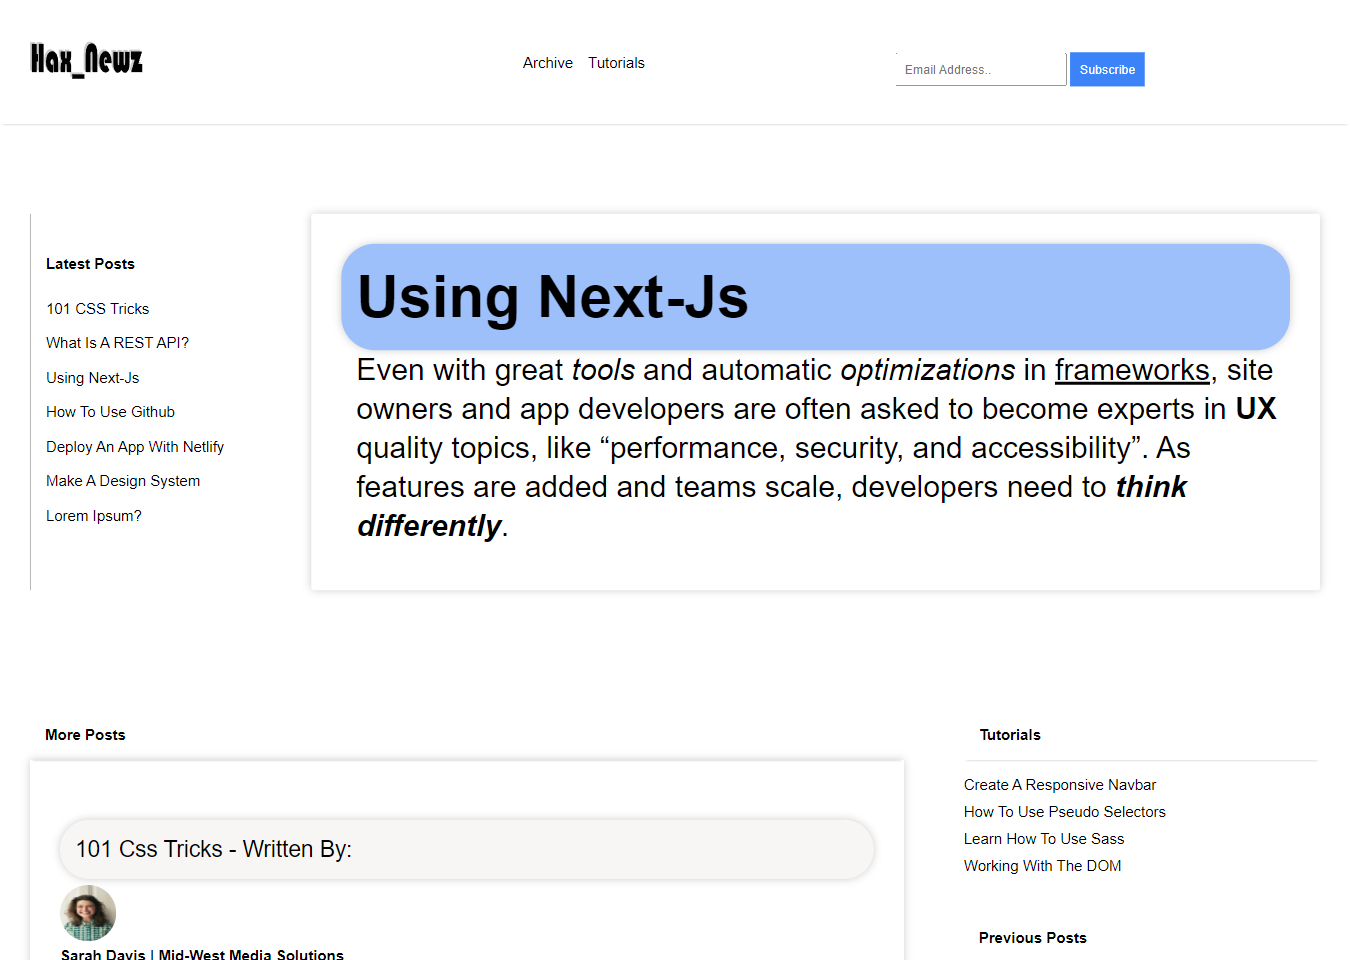 Hax_Newz
Archive Tutorials
Email Address.. Subscribe
Latest Posts
101 CSS Tricks
What Is A REST API?
Using Next-Js
How To Use Github
Deploy An App With Netlify
Make A Design System
Lorem Ipsum?
Using Next-Js
Even with great tools and automatic optimizations in frameworks, site
owners and app developers are often asked to become experts in UX
quality topics, like “performance, security, and accessibility”. As
features are added and teams scale, developers need to think
differently.
More Posts
101 Css Tricks - Written By:
Sarah Davis | Mid-West Media Solutions
Tutorials
Create A Responsive Navbar
How To Use Pseudo Selectors
Learn How To Use Sass
Working With The DOM
Previous Posts